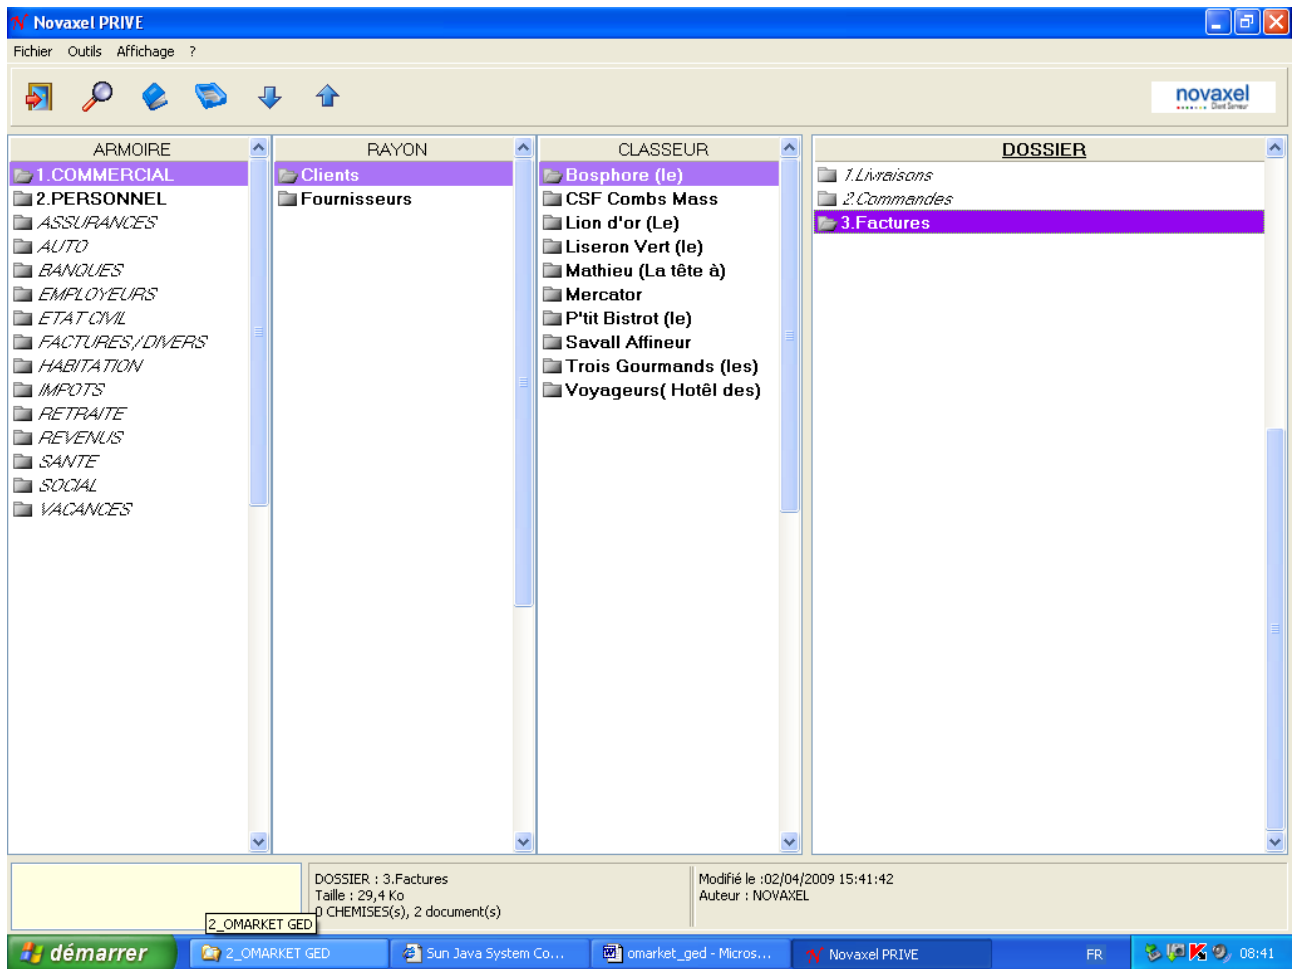 Novaxel PRIVE
Fichier Outils Affichage ?
novaxel
Client Serveur
ARMOIRE
1.COMMERCIAL
2.PERSONNEL
ASSURANCES
AUTO
BANQUES
EMPLOYEURS
ETAT CIVIL
FACTURES/DIVERS
HABITATION
IMPOTS
RETRAITE
REVENUS
SANTE
SOCIAL
VACANCES
RAYON
Clients
Fournisseurs
CLASSEUR
Bosphore (le)
CSF Combs Mass
Lion d'or (Le)
Liseron Vert (le)
Mathieu (La tête à)
Mercator
P'tit Bistrot (le)
Savall Affineur
Trois Gourmands (les)
Voyageurs( Hotêl des)
DOSSIER
1.Livraisons
2.Commandes
3.Factures
DOSSIER : 3.Factures
Taille : 29,4 Ko
0 CHEMISES(s), 2 document(s)
Modifié le :02/04/2009 15:41:42
Auteur : NOVAXEL
2_OMARKET GED
démarrer
2_OMARKET GED
Sun Java System Co...
omarket_ged - Micros...
Novaxel PRIVE
FR
08:41